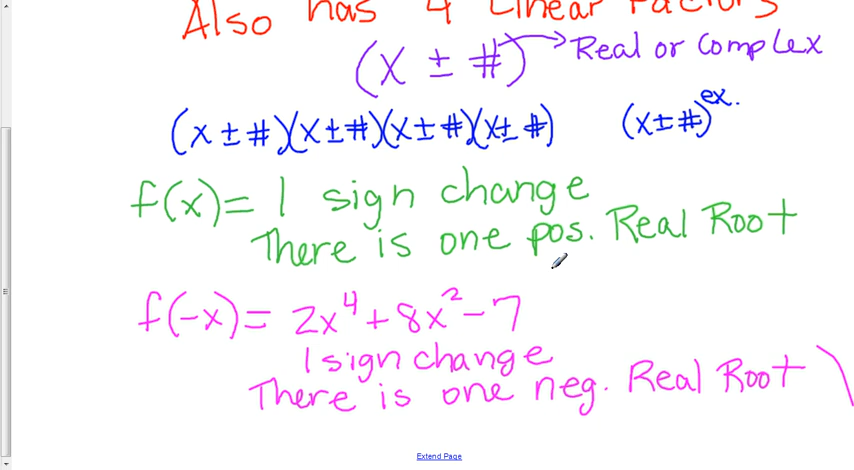 Also has 4 Linear Factors
(x ± #) → Real or Complex
(x ± #)(x ± #)(x ± #)(x ± #) (x ± #)^ex.
f(x) = 1 sign change
There is one pos. Real Root
f(-x) = 2x⁴ + 8x² - 7
1 sign change
There is one neg. Real Root
Extend Page